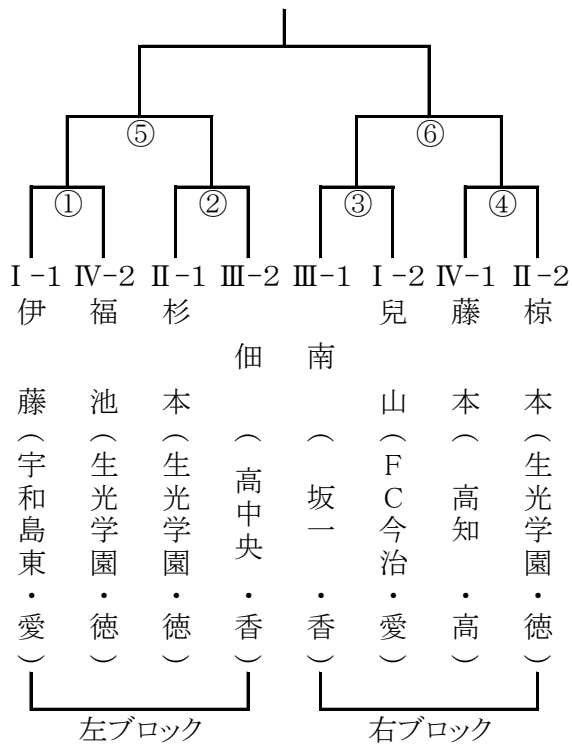 ⑤ ⑥
① ② ③ ④
Ⅰ-1 Ⅳ-2 Ⅱ-1 Ⅲ-2 Ⅲ-1 Ⅰ-2 Ⅳ-1 Ⅱ-2
伊藤(宇和島東・愛)
福池(生光学園・徳)
杉本(生光学園・徳)
佃(高中央・香)
南(坂一・香)
兒山(FC今治・愛)
藤本(高知・高)
椋本(生光学園・徳)
左ブロック 右ブロック